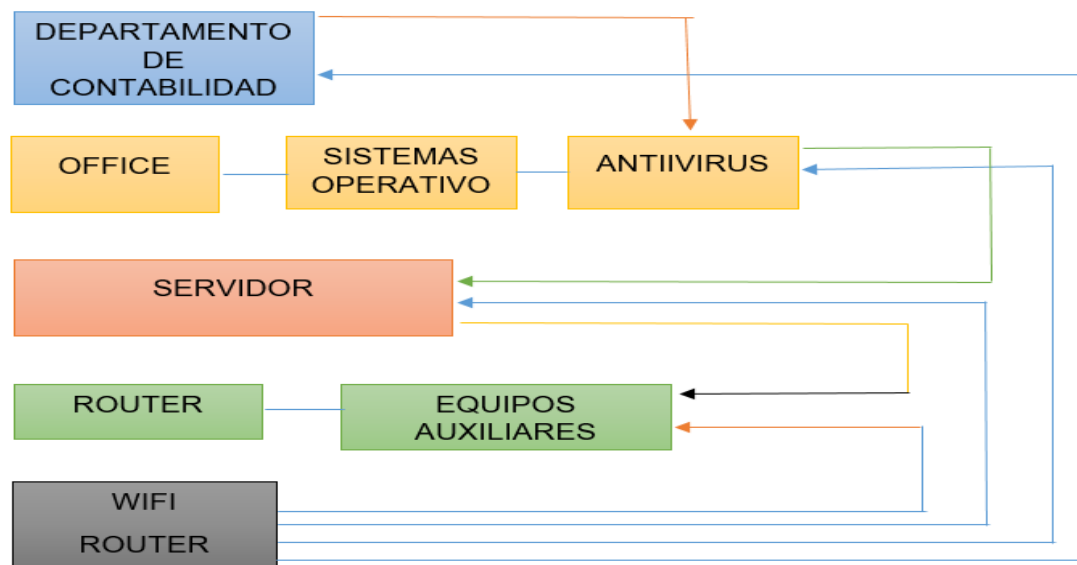 DEPARTAMENTO
DE
CONTABILIDAD
OFFICE
SISTEMAS
OPERATIVO
ANTIIVIRUS
SERVIDOR
ROUTER
EQUIPOS
AUXILIARES
WIFI
ROUTER